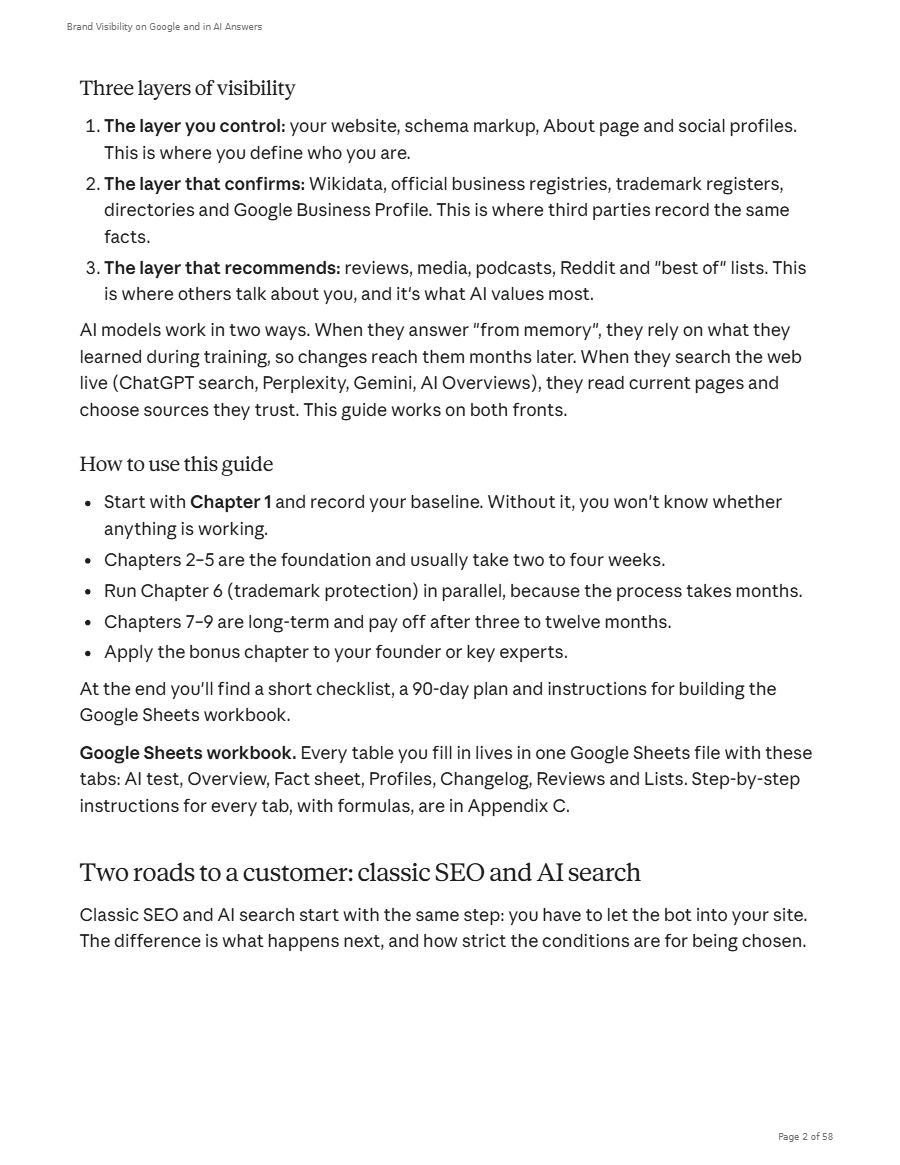 Brand Visibility on Google and in AI Answers
Three layers of visibility
1. The layer you control: your website, schema markup, About page and social profiles.
This is where you define who you are.
2. The layer that confirms: Wikidata, official business registries, trademark registers,
directories and Google Business Profile. This is where third parties record the same
facts.
3. The layer that recommends: reviews, media, podcasts, Reddit and "best of" lists. This
is where others talk about you, and it's what AI values most.
AI models work in two ways. When they answer "from memory", they rely on what they
learned during training, so changes reach them months later. When they search the web
live (ChatGPT search, Perplexity, Gemini, AI Overviews), they read current pages and
choose sources they trust. This guide works on both fronts.
How to use this guide
• Start with Chapter 1 and record your baseline. Without it, you won't know whether
anything is working.
• Chapters 2–5 are the foundation and usually take two to four weeks.
• Run Chapter 6 (trademark protection) in parallel, because the process takes months.
• Chapters 7–9 are long-term and pay off after three to twelve months.
• Apply the bonus chapter to your founder or key experts.
At the end you'll find a short checklist, a 90-day plan and instructions for building the
Google Sheets workbook.
Google Sheets workbook. Every table you fill in lives in one Google Sheets file with these
tabs: AI test, Overview, Fact sheet, Profiles, Changelog, Reviews and Lists. Step-by-step
instructions for every tab, with formulas, are in Appendix C.
Two roads to a customer: classic SEO and AI search
Classic SEO and AI search start with the same step: you have to let the bot into your site.
The difference is what happens next, and how strict the conditions are for being chosen.
Page 2 of 58